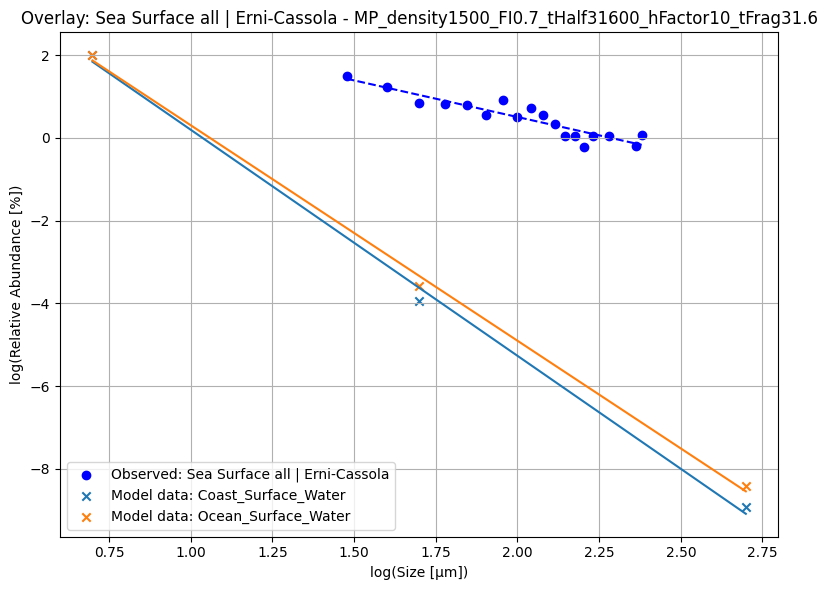 Overlay: Sea Surface all | Erni-Cassola - MP_density1500_FI0.7_tHalf31600_hFactor10_tFrag31.6
log(Relative Abundance [%])
2
0
−2
−4
−6
−8
Observed: Sea Surface all | Erni-Cassola
Model data: Coast_Surface_Water
Model data: Ocean_Surface_Water
0.75 1.00 1.25 1.50 1.75 2.00 2.25 2.50 2.75
log(Size [µm])